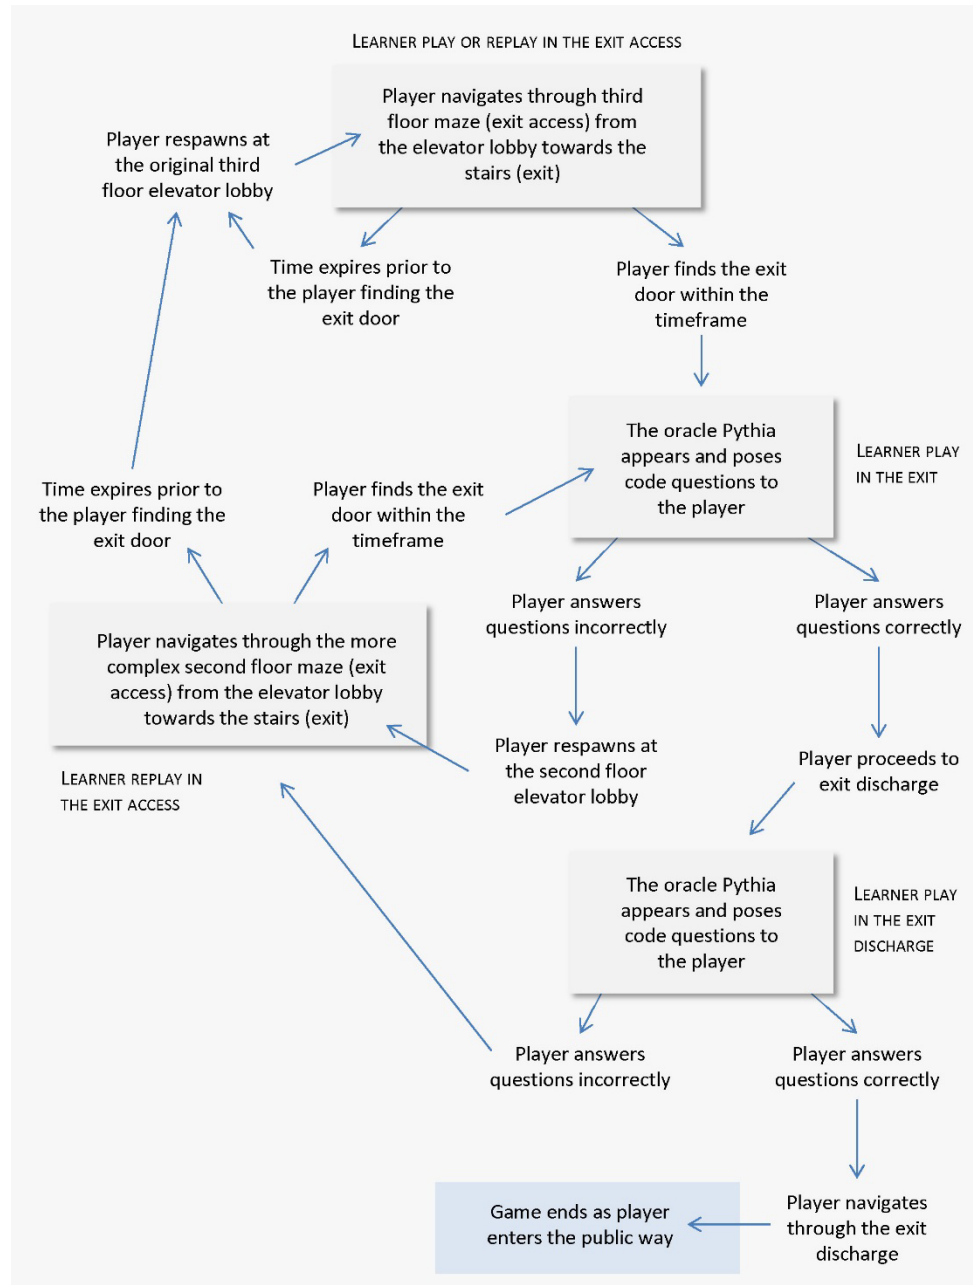 LEARNER PLAY OR REPLAY IN THE EXIT ACCESS
Player navigates through third
floor maze (exit access) from
the elevator lobby towards the
stairs (exit)
Player respawns at
the original third
floor elevator lobby
Time expires prior to
the player finding the
exit door
Player finds the exit
door within the
timeframe
The oracle Pythia
appears and poses
code questions to
the player
LEARNER PLAY
IN THE EXIT
Time expires prior to
the player finding the
exit door
Player finds the exit
door within the
timeframe
Player answers
questions incorrectly
Player answers
questions correctly
Player navigates through the more
complex second floor maze (exit
access) from the elevator lobby
towards the stairs (exit)
LEARNER REPLAY IN
THE EXIT ACCESS
Player respawns at
the second floor
elevator lobby
Player proceeds to
exit discharge
The oracle Pythia
appears and poses
code questions to
the player
LEARNER PLAY
IN THE EXIT
DISCHARGE
Player answers
questions incorrectly
Player answers
questions correctly
Player navigates
through the exit
discharge
Game ends as player
enters the public way